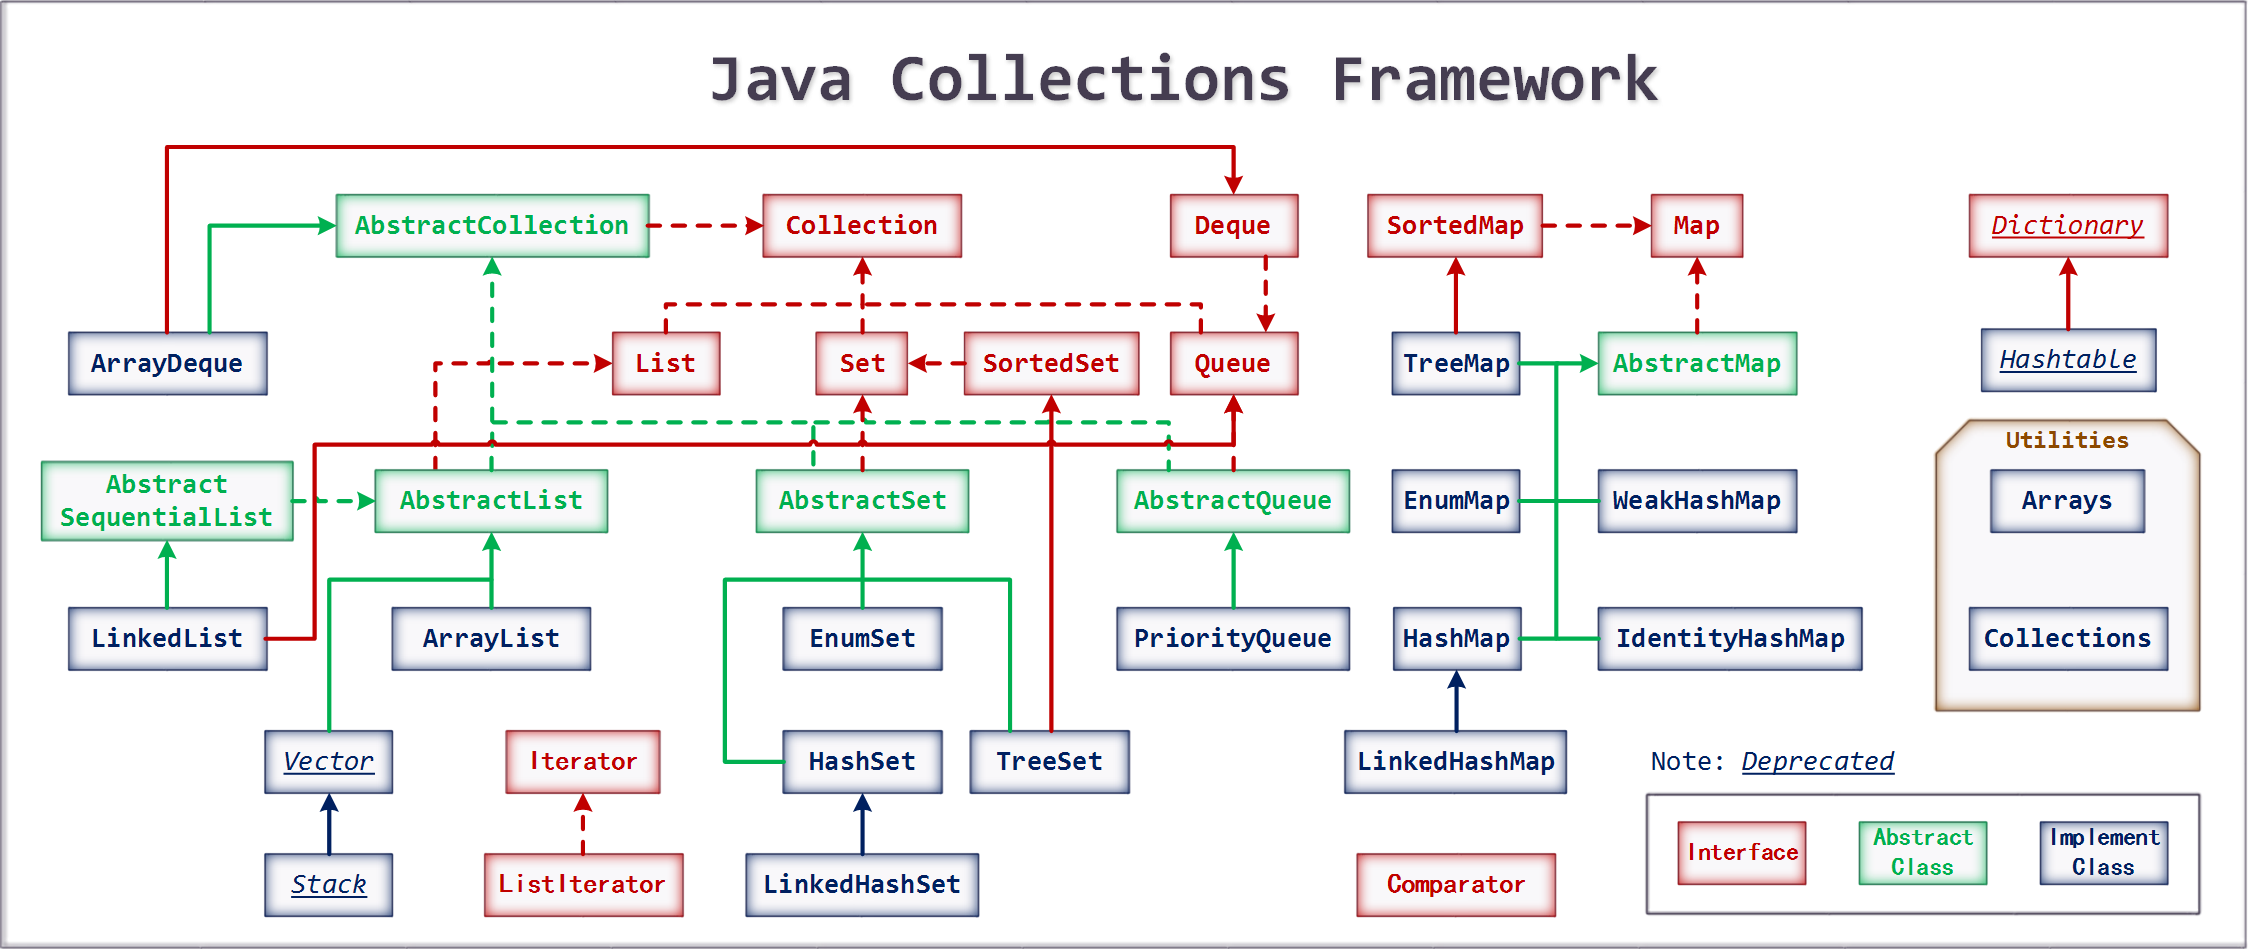 Java Collections Framework
AbstractCollection
Collection
Deque
SortedMap
Map
Dictionary
ArrayDeque
List
Set
SortedSet
Queue
TreeMap
AbstractMap
Hashtable
Utilities
Abstract
SequentialList
AbstractList
AbstractSet
AbstractQueue
EnumMap
WeakHashMap
Arrays
LinkedList
ArrayList
EnumSet
PriorityQueue
HashMap
IdentityHashMap
Collections
Vector
Iterator
HashSet
TreeSet
LinkedHashMap
Note: Deprecated
Stack
ListIterator
LinkedHashSet
Comparator
Interface
Abstract
Class
Implement
Class